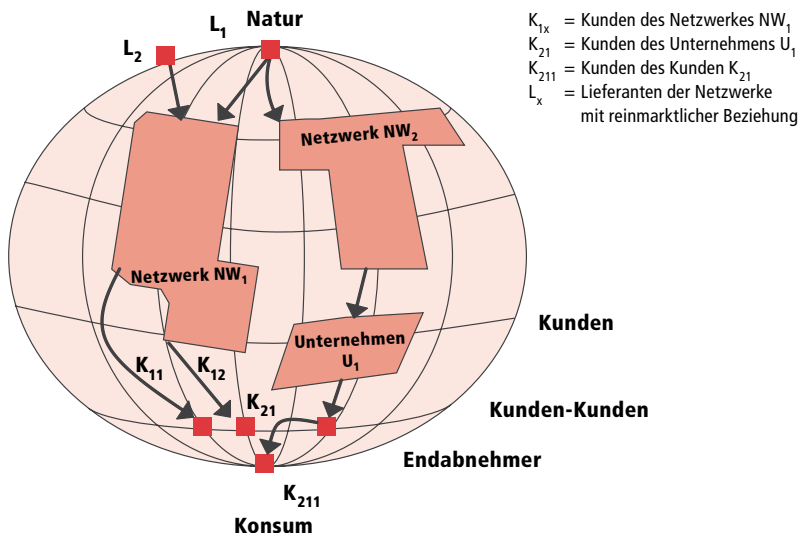 Natur
L₁
L₂
K₁ₓ = Kunden des Netzwerkes NW₁
K₂₁ = Kunden des Unternehmens U₁
K₂₁₁ = Kunden des Kunden K₂₁
Lₓ = Lieferanten der Netzwerke
mit reinmarktlicher Beziehung
Netzwerk NW₂
Netzwerk NW₁
Unternehmen
U₁
Kunden
K₁₁
K₁₂
K₂₁
Kunden-Kunden
Endabnehmer
K₂₁₁
Konsum